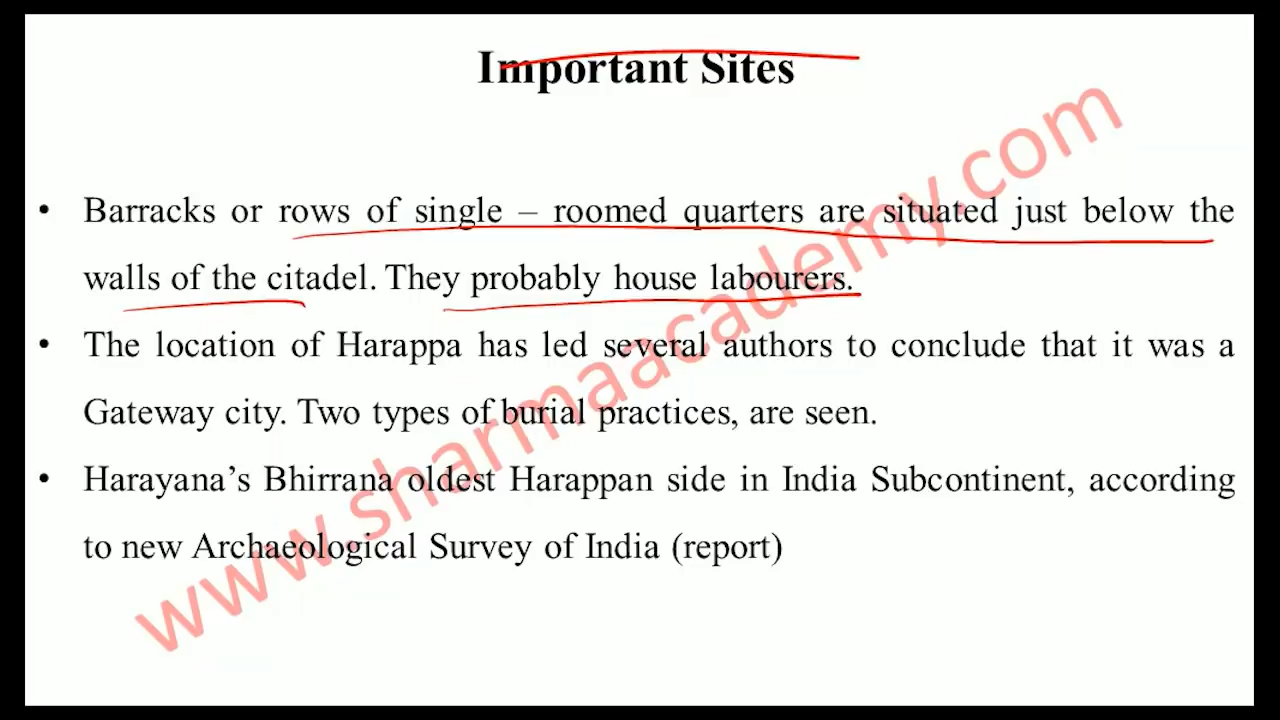 Important Sites
• Barracks or rows of single – roomed quarters are situated just below the
walls of the citadel. They probably house labourers.
• The location of Harappa has led several authors to conclude that it was a
Gateway city. Two types of burial practices, are seen.
• Harayana’s Bhirrana oldest Harappan side in India Subcontinent, according
to new Archaeological Survey of India (report)
www.sharmaacademy.com